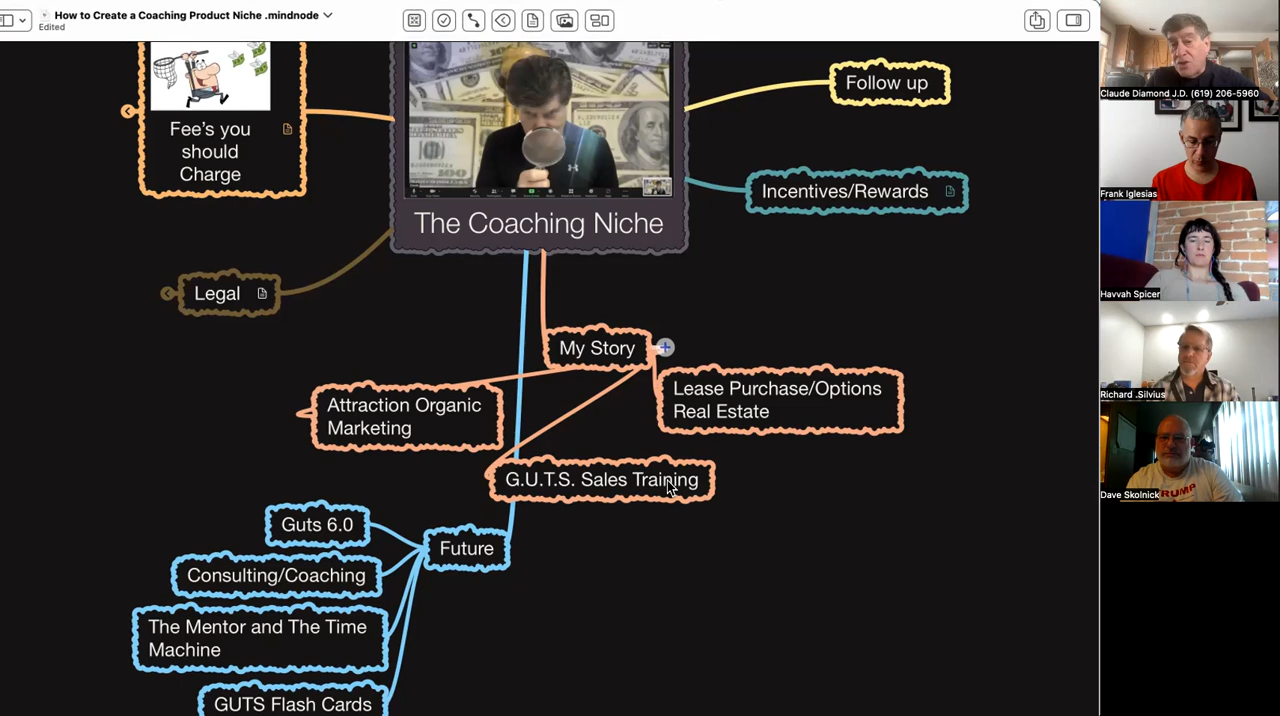 How to Create a Coaching Product Niche .mindnode
Edited
Fee's you
should
Charge
The Coaching Niche
Follow up
Incentives/Rewards
Legal
My Story
Lease Purchase/Options
Real Estate
Attraction Organic
Marketing
G.U.T.S. Sales Training
Guts 6.0
Future
Consulting/Coaching
The Mentor and The Time
Machine
GUTS Flash Cards
Claude Diamond J.D. (619) 206-5960
Frank Iglesias
Havvah Spicer
Richard .Silvius
Dave Skolnick
TRUMP